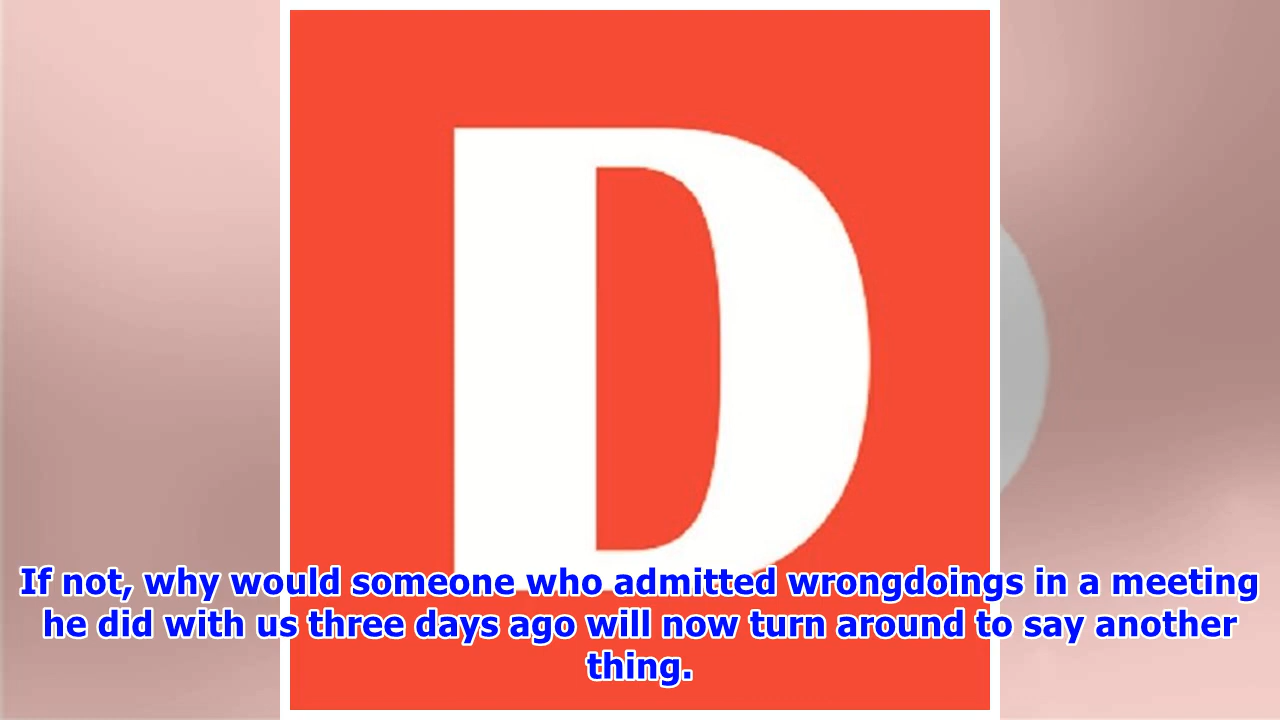 D
If not, why would someone who admitted wrongdoings in a meeting
he did with us three days ago will now turn around to say another
thing.